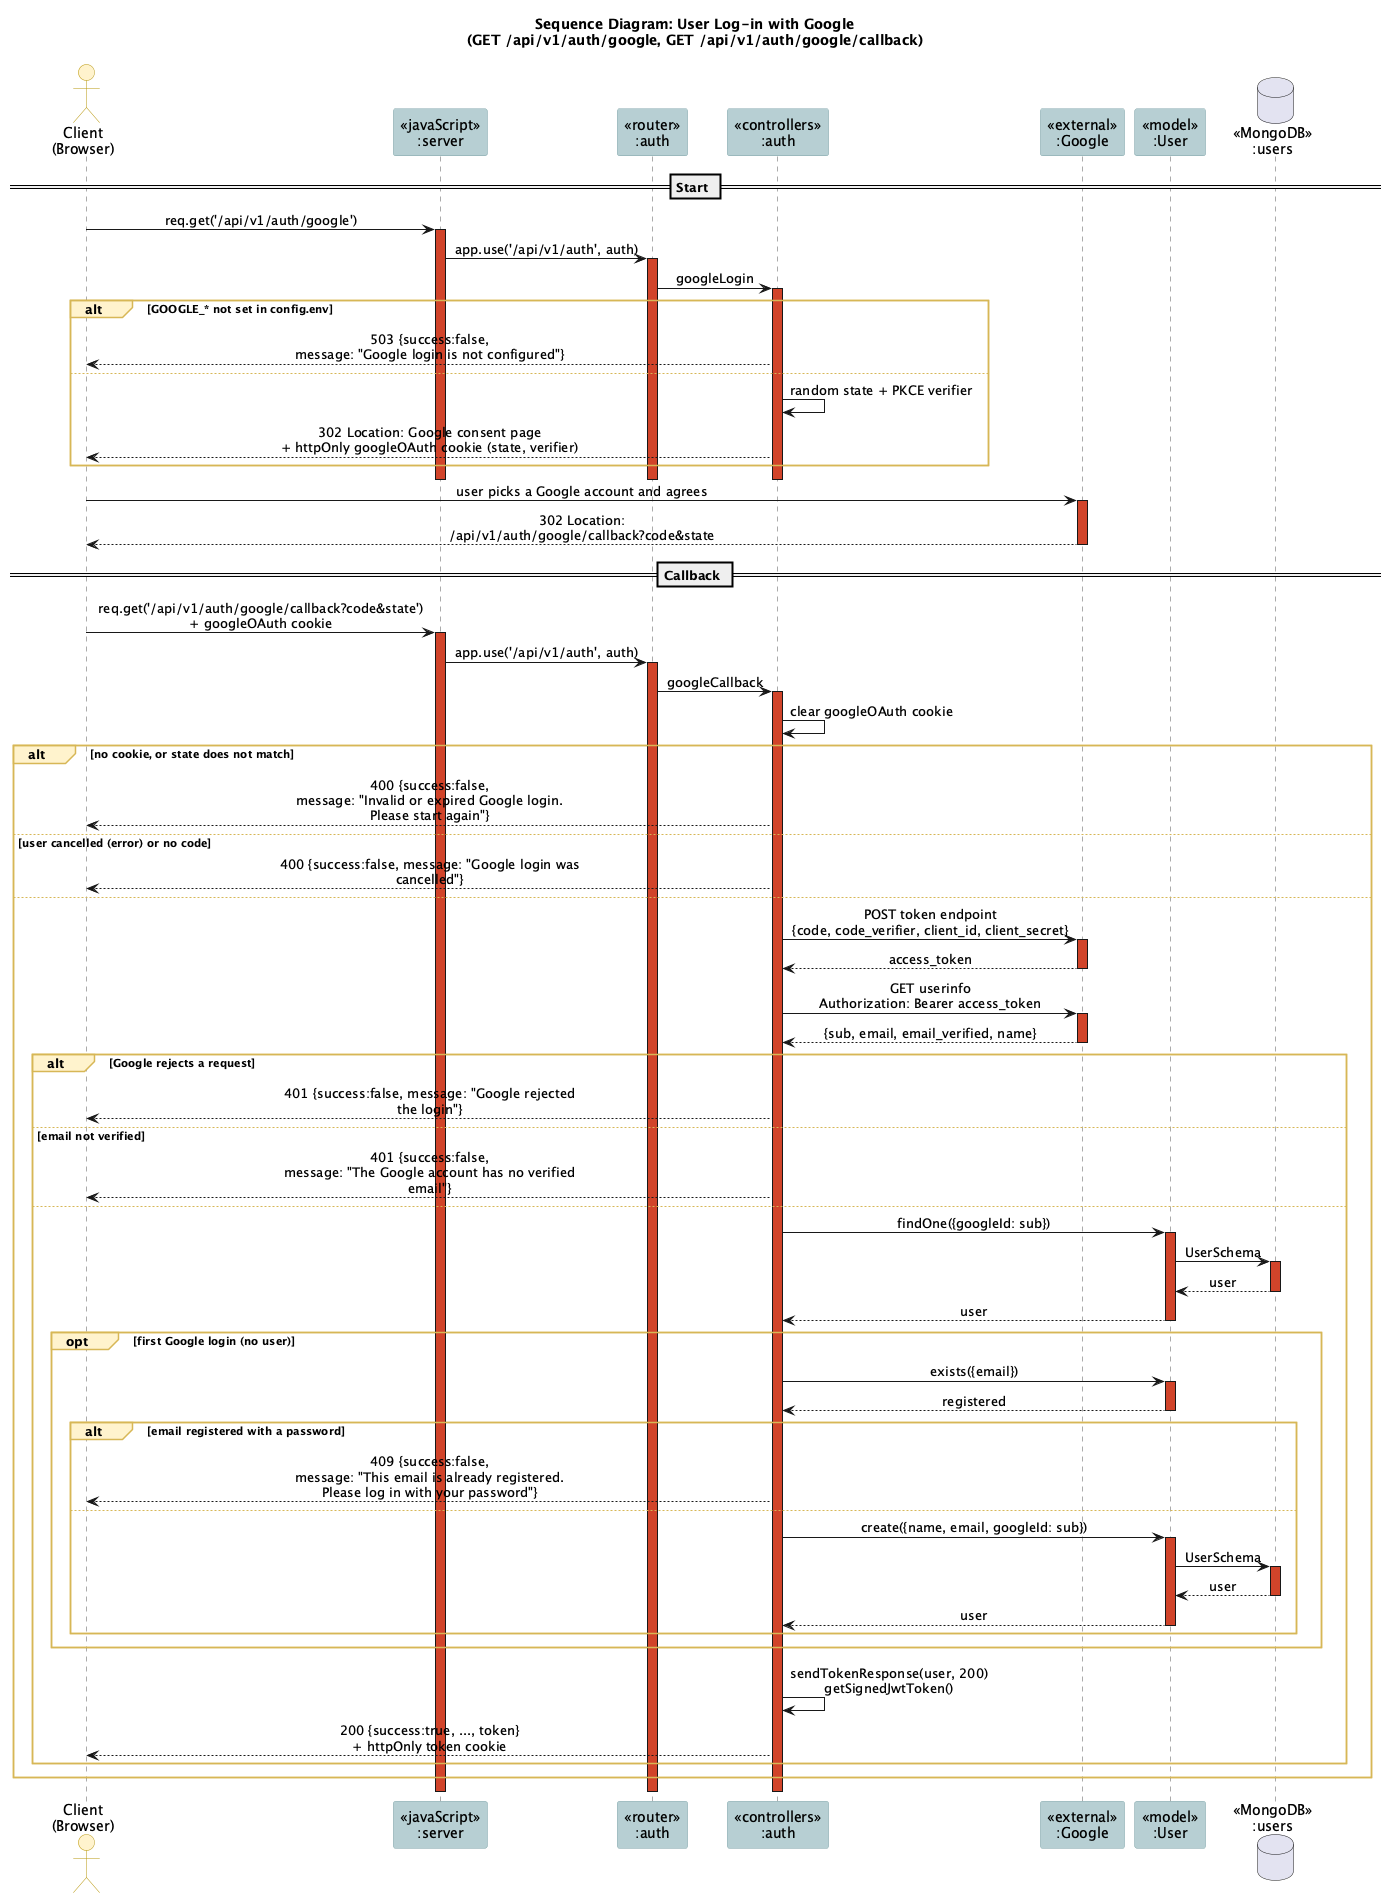 Sequence Diagram: User Log-in with Google
(GET /api/v1/auth/google, GET /api/v1/auth/google/callback)
Client
(Browser)
«javaScript»
:server
«router»
:auth
«controllers»
:auth
«external»
:Google
«model»
:User
«MongoDB»
:users
Start
req.get('/api/v1/auth/google')
app.use('/api/v1/auth', auth)
googleLogin
alt [GOOGLE_* not set in config.env]
503 {success:false,
message: "Google login is not configured"}
random state + PKCE verifier
302 Location: Google consent page
+ httpOnly googleOAuth cookie (state, verifier)
user picks a Google account and agrees
302 Location:
/api/v1/auth/google/callback?code&state
Callback
req.get('/api/v1/auth/google/callback?code&state')
+ googleOAuth cookie
app.use('/api/v1/auth', auth)
googleCallback
clear googleOAuth cookie
alt [no cookie, or state does not match]
400 {success:false,
message: "Invalid or expired Google login.
Please start again"}
[user cancelled (error) or no code]
400 {success:false, message: "Google login was
cancelled"}
POST token endpoint
{code, code_verifier, client_id, client_secret}
access_token
GET userinfo
Authorization: Bearer access_token
{sub, email, email_verified, name}
alt [Google rejects a request]
401 {success:false, message: "Google rejected
the login"}
[email not verified]
401 {success:false,
message: "The Google account has no verified
email"}
findOne({googleId: sub})
UserSchema
user
user
opt [first Google login (no user)]
exists({email})
registered
alt [email registered with a password]
409 {success:false,
message: "This email is already registered.
Please log in with your password"}
create({name, email, googleId: sub})
UserSchema
user
user
sendTokenResponse(user, 200)
getSignedJwtToken()
200 {success:true, ..., token}
+ httpOnly token cookie
Client
(Browser)
«javaScript»
:server
«router»
:auth
«controllers»
:auth
«external»
:Google
«model»
:User
«MongoDB»
:users